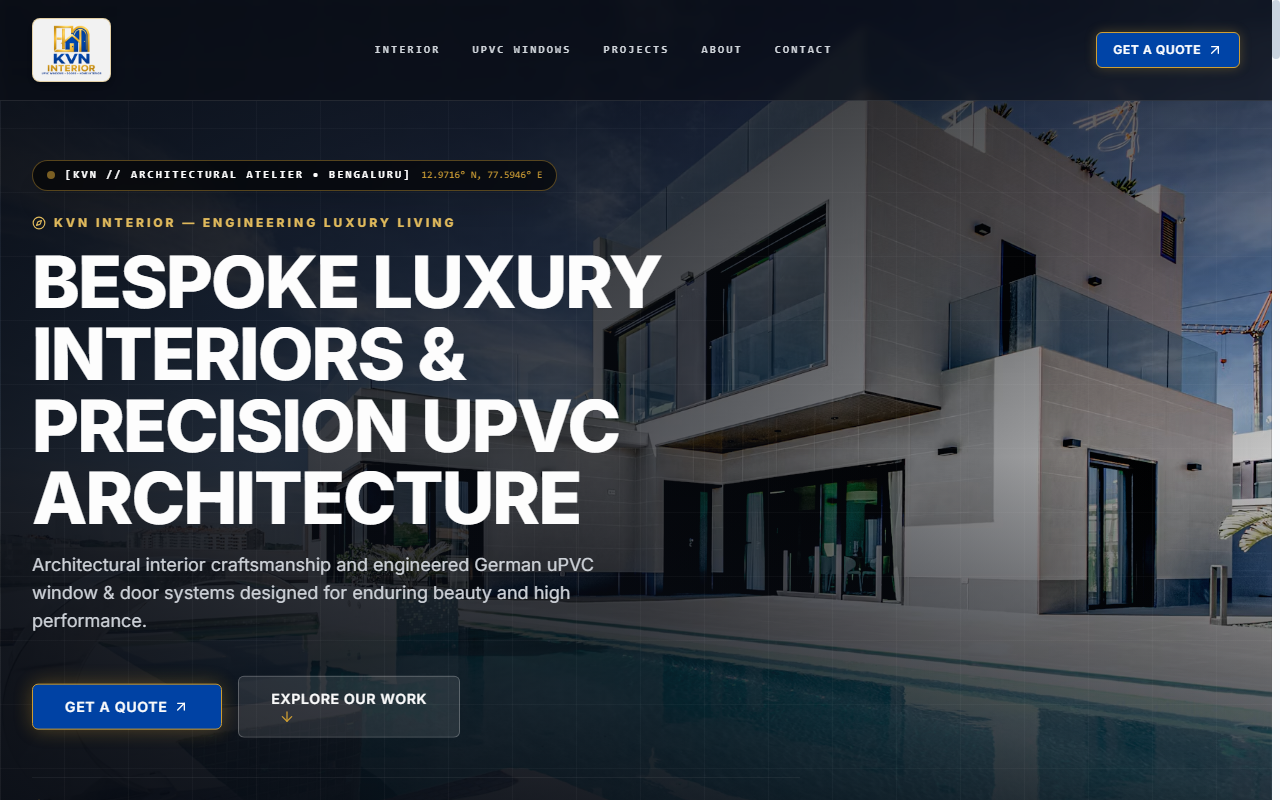 KVN
INTERIOR
INTERIOR
UPVC WINDOWS
PROJECTS
ABOUT
CONTACT
GET A QUOTE
[KVN // ARCHITECTURAL ATELIER • BENGALURU] 12.9716° N, 77.5946° E
KVN INTERIOR — ENGINEERING LUXURY LIVING
BESPOKE LUXURY
INTERIORS &
PRECISION UPVC
ARCHITECTURE
Architectural interior craftsmanship and engineered German uPVC
window & door systems designed for enduring beauty and high
performance.
GET A QUOTE
EXPLORE OUR WORK